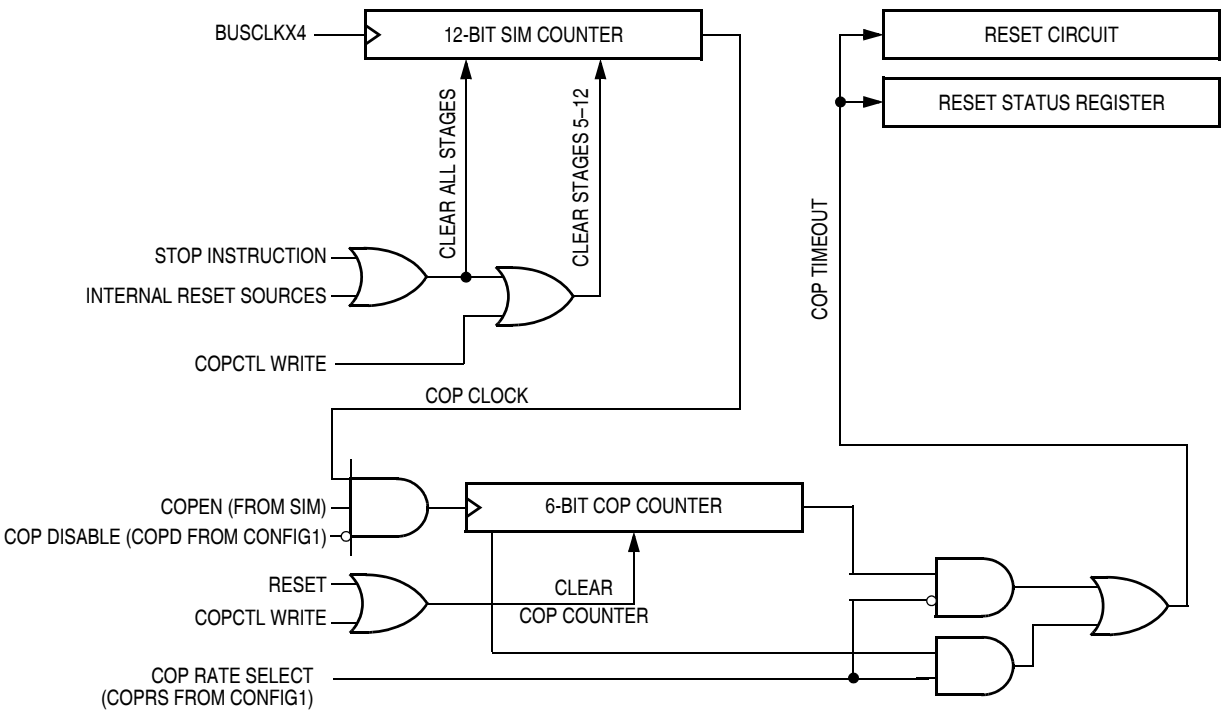 BUSCLKX4
12-BIT SIM COUNTER
RESET CIRCUIT
RESET STATUS REGISTER
CLEAR ALL STAGES
CLEAR STAGES 5–12
COP TIMEOUT
STOP INSTRUCTION
INTERNAL RESET SOURCES
COPCTL WRITE
COP CLOCK
COPEN (FROM SIM)
COP DISABLE (COPD FROM CONFIG1)
6-BIT COP COUNTER
RESET
COPCTL WRITE
CLEAR
COP COUNTER
COP RATE SELECT
(COPRS FROM CONFIG1)